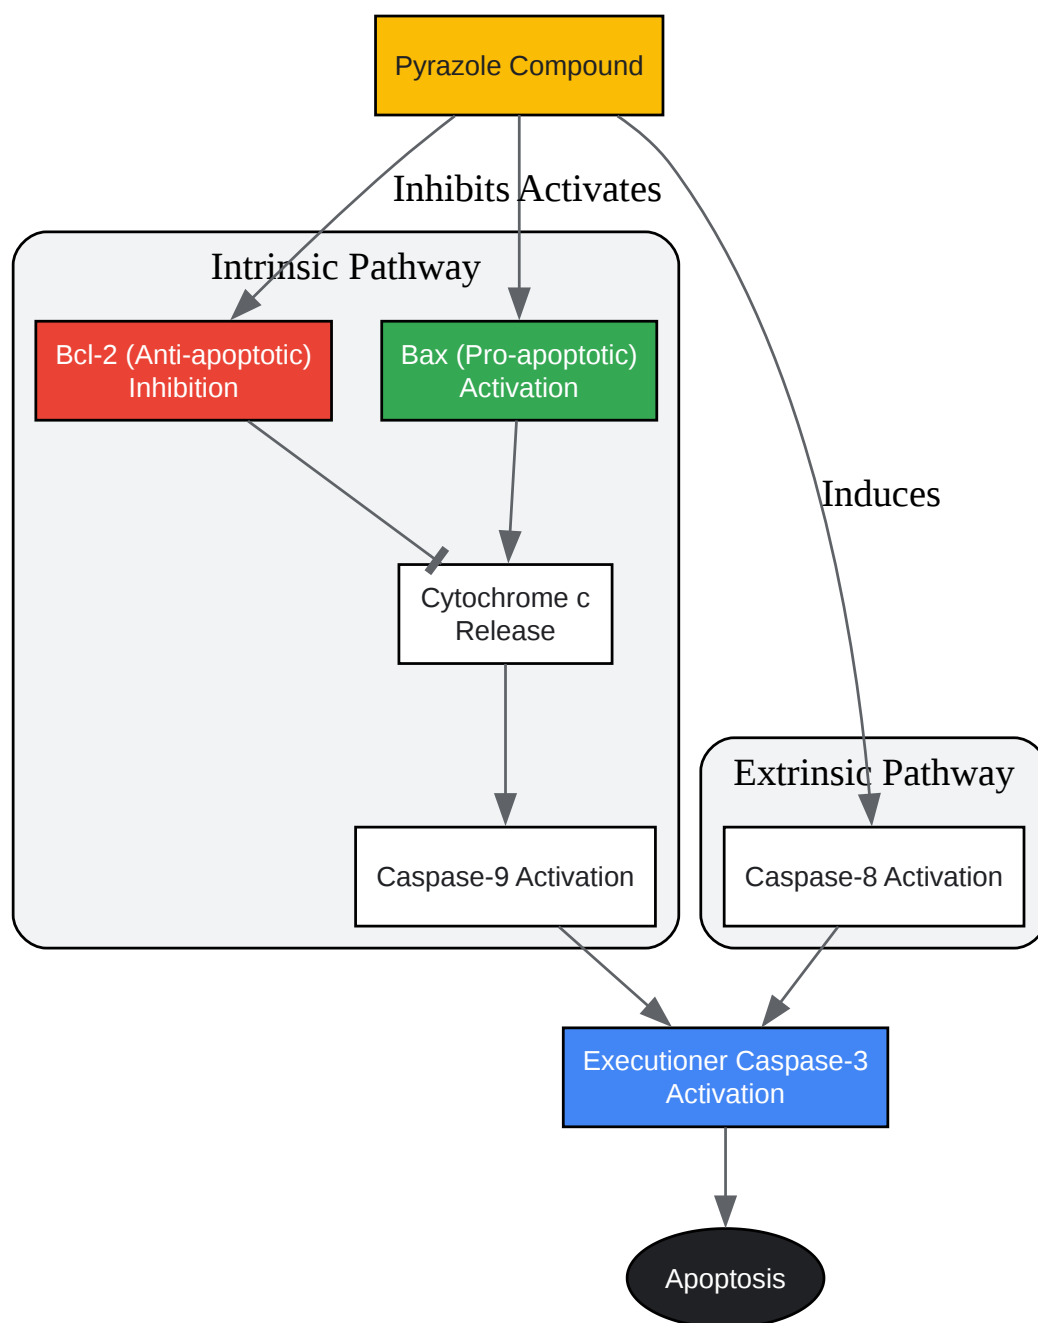 Pyrazole Compound
Inhibits Activates
Intrinsic Pathway
Bcl-2 (Anti-apoptotic)
Inhibition
Bax (Pro-apoptotic)
Activation
Induces
Cytochrome c
Release
Extrinsic Pathway
Caspase-9 Activation
Caspase-8 Activation
Executioner Caspase-3
Activation
Apoptosis